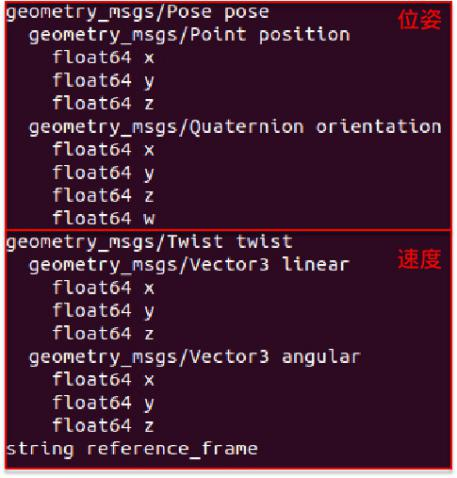 geometry_msgs/Pose pose
位姿
  geometry_msgs/Point position
    float64 x
    float64 y
    float64 z
  geometry_msgs/Quaternion orientation
    float64 x
    float64 y
    float64 z
    float64 w
geometry_msgs/Twist twist
速度
  geometry_msgs/Vector3 linear
    float64 x
    float64 y
    float64 z
  geometry_msgs/Vector3 angular
    float64 x
    float64 y
    float64 z
string reference_frame